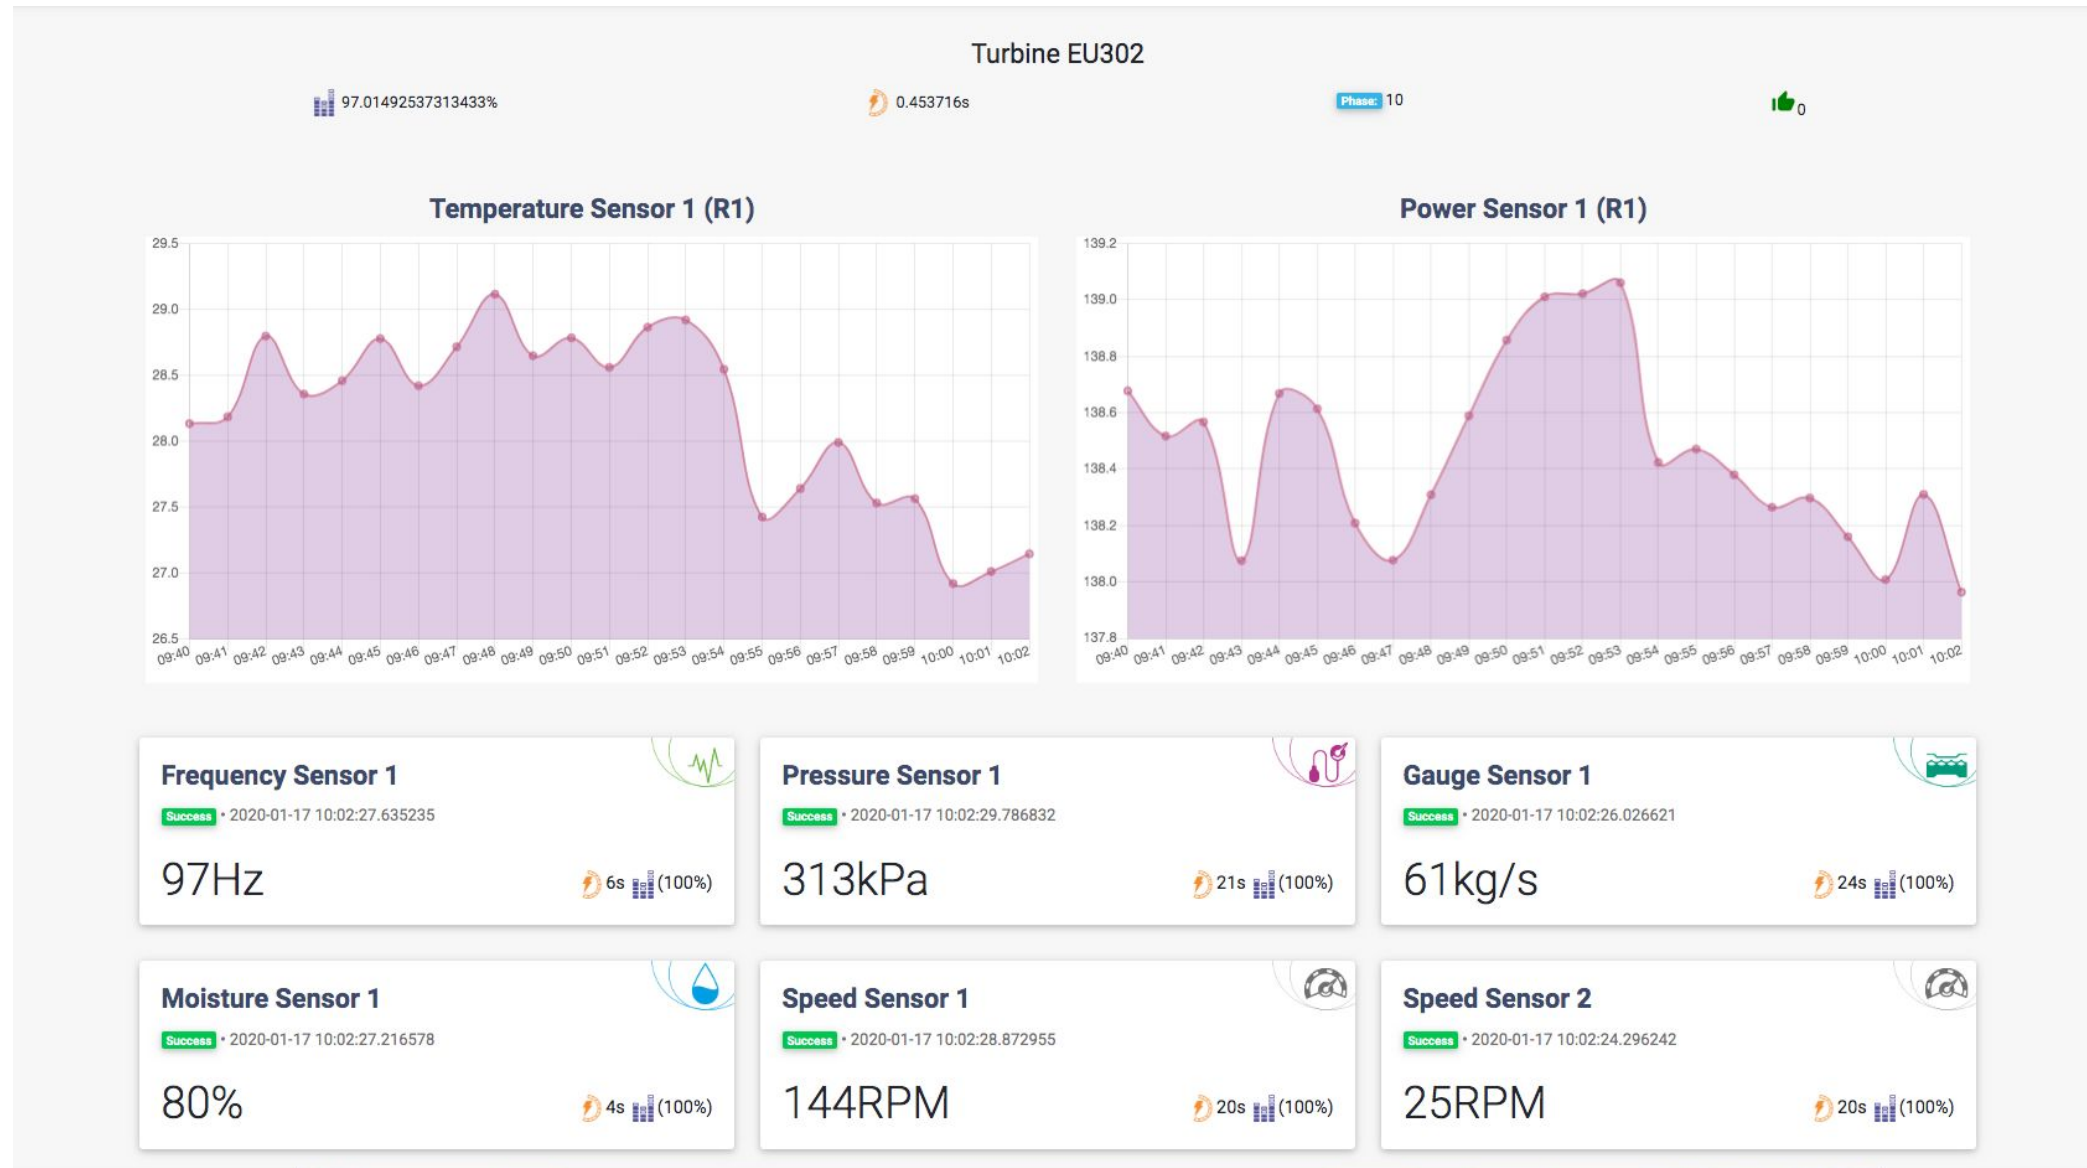 Turbine EU302
97.01492537313433%
0.453716s
Phase: 10
0
Temperature Sensor 1 (R1)
29.5
29.0
28.5
28.0
27.5
27.0
26.5
09:40 09:41 09:42 09:43 09:44 09:45 09:46 09:47 09:48 09:49 09:50 09:51 09:52 09:53 09:54 09:55 09:56 09:57 09:58 09:59 10:00 10:01 10:02
Power Sensor 1 (R1)
139.2
139.0
138.8
138.6
138.4
138.2
138.0
137.8
09:40 09:41 09:42 09:43 09:44 09:45 09:46 09:47 09:48 09:49 09:50 09:51 09:52 09:53 09:54 09:55 09:56 09:57 09:58 09:59 10:00 10:01 10:02
Frequency Sensor 1
Success • 2020-01-17 10:02:27.635235
97Hz
6s (100%)
Pressure Sensor 1
Success • 2020-01-17 10:02:29.786832
313kPa
21s (100%)
Gauge Sensor 1
Success • 2020-01-17 10:02:26.026621
61kg/s
24s (100%)
Moisture Sensor 1
Success • 2020-01-17 10:02:27.216578
80%
4s (100%)
Speed Sensor 1
Success • 2020-01-17 10:02:28.872955
144RPM
20s (100%)
Speed Sensor 2
Success • 2020-01-17 10:02:24.296242
25RPM
20s (100%)